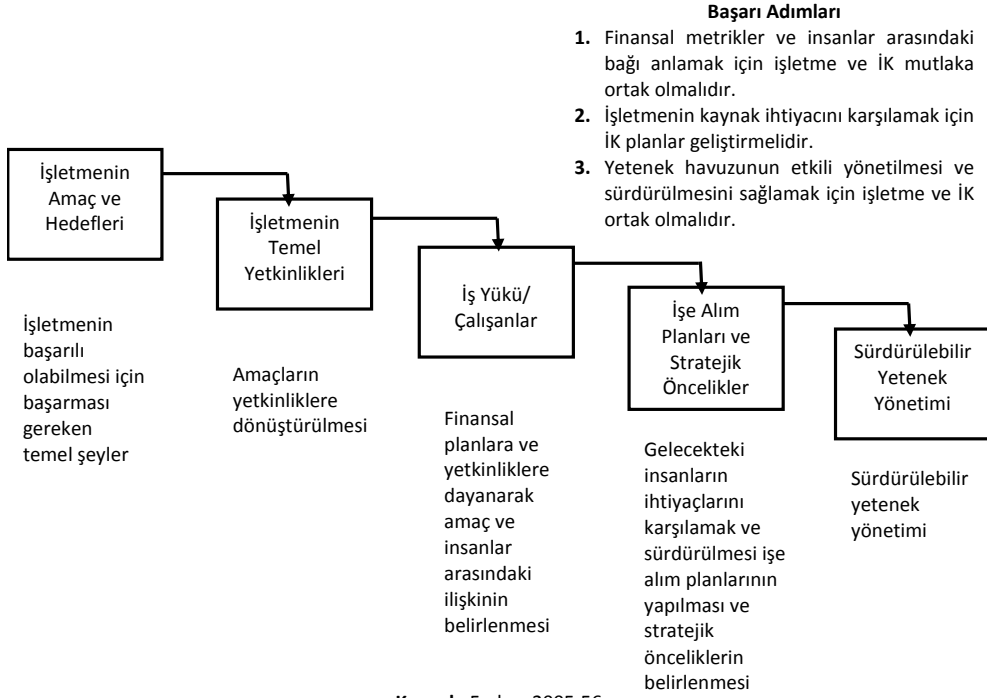 Başarı Adımları
1. Finansal metrikler ve insanlar arasındaki
bağı anlamak için işletme ve İK mutlaka
ortak olmalıdır.
2. İşletmenin kaynak ihtiyacını karşılamak için
İK planlar geliştirmelidir.
3. Yetenek havuzunun etkili yönetilmesi ve
sürdürülmesini sağlamak için işletme ve İK
ortak olmalıdır.
İşletmenin
Amaç ve
Hedefleri
İşletmenin
Temel
Yetkinlikleri
İş Yükü/
Çalışanlar
İşe Alım
Planları ve
Stratejik
Öncelikler
Sürdürülebilir
Yetenek
Yönetimi
İşletmenin
başarılı
olabilmesi için
başarması
gereken
temel şeyler
Amaçların
yetkinliklere
dönüştürülmesi
Finansal
planlara ve
yetkinliklere
dayanarak
amaç ve
insanlar
arasındaki
ilişkinin
belirlenmesi
Gelecekteki
insanların
ihtiyaçlarını
karşılamak ve
sürdürülmesi işe
alım planlarının
yapılması ve
stratejik
önceliklerin
belirlenmesi
Sürdürülebilir
yetenek
yönetimi